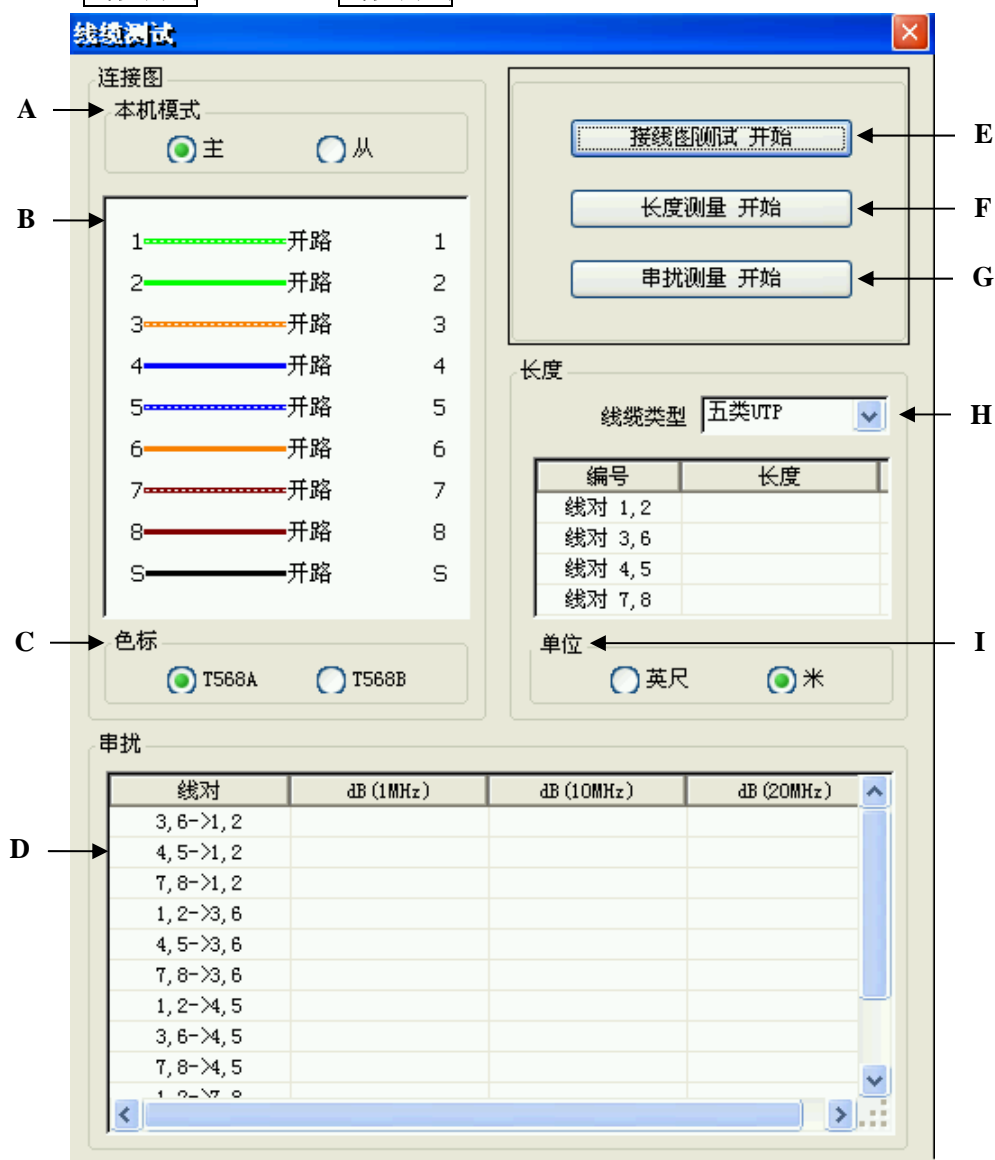 线缆测试
连接图
A
本机模式
主 从
接线图测试 开始
E
B
长度测量 开始
F
串扰测量 开始
G
1 开路 1
2 开路 2
3 开路 3
4 开路 4
5 开路 5
6 开路 6
7 开路 7
8 开路 8
S 开路 S
长度
线缆类型 五类UTP
H
编号 长度
线对 1,2
线对 3,6
线对 4,5
线对 7,8
C
色标
T568A T568B
单位
I
英尺 米
串扰
线对 dB(1MHz) dB(10MHz) dB(20MHz)
D
3,6->1,2
4,5->1,2
7,8->1,2
1,2->3,6
4,5->3,6
7,8->3,6
1,2->4,5
3,6->4,5
7,8->4,5